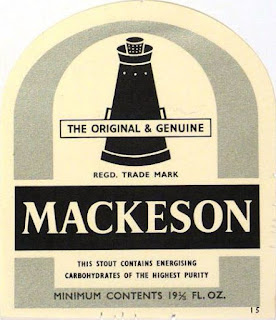 THE ORIGINAL & GENUINE
REGD. TRADE MARK
MACKESON
THIS STOUT CONTAINS ENERGISING
CARBOHYDRATES OF THE HIGHEST PURITY
MINIMUM CONTENTS 19½ FL. OZ.
15